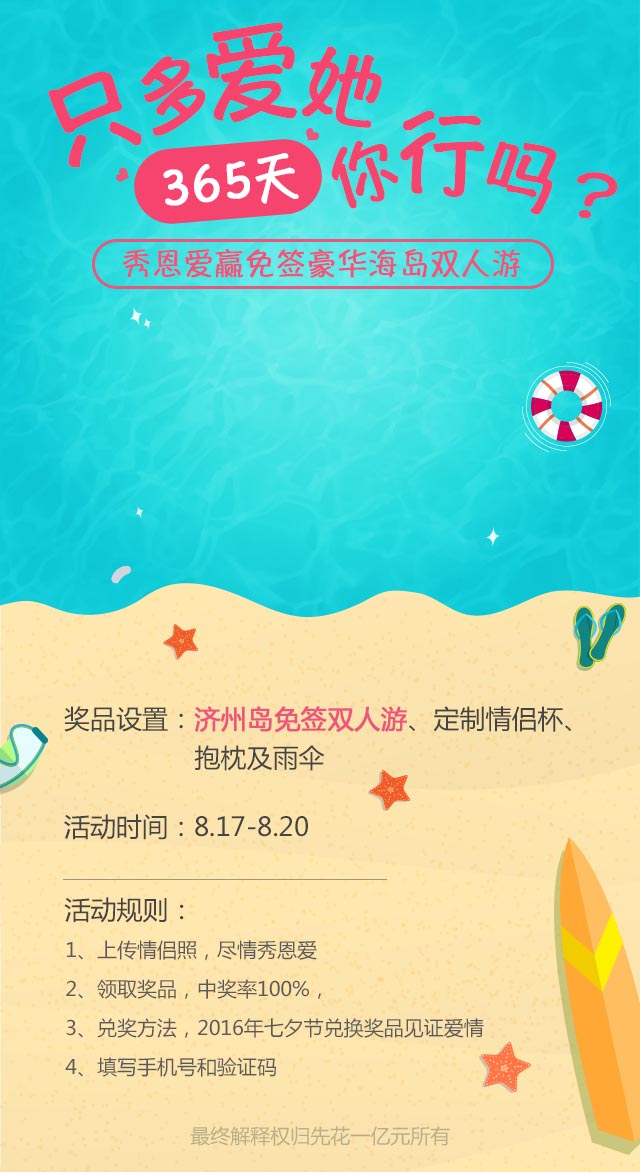 只多爱她
365天你行吗?
秀恩爱赢免签豪华海岛双人游
奖品设置：济州岛免签双人游、定制情侣杯、
抱枕及雨伞
活动时间：8.17-8.20
活动规则：
1、上传情侣照，尽情秀恩爱
2、领取奖品，中奖率100%，
3、兑奖方法，2016年七夕节兑换奖品见证爱情
4、填写手机号和验证码
最终解释权归先花一亿元所有